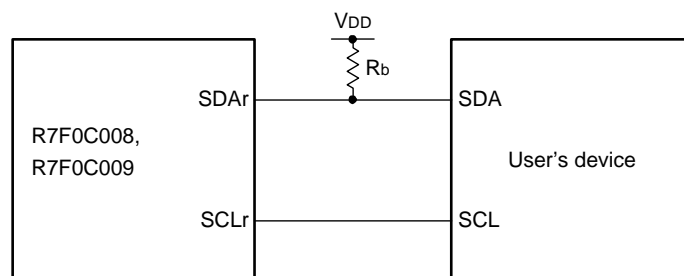 VDD
Rb
SDAr
SDA
R7F0C008,
R7F0C009
User's device
SCLr
SCL